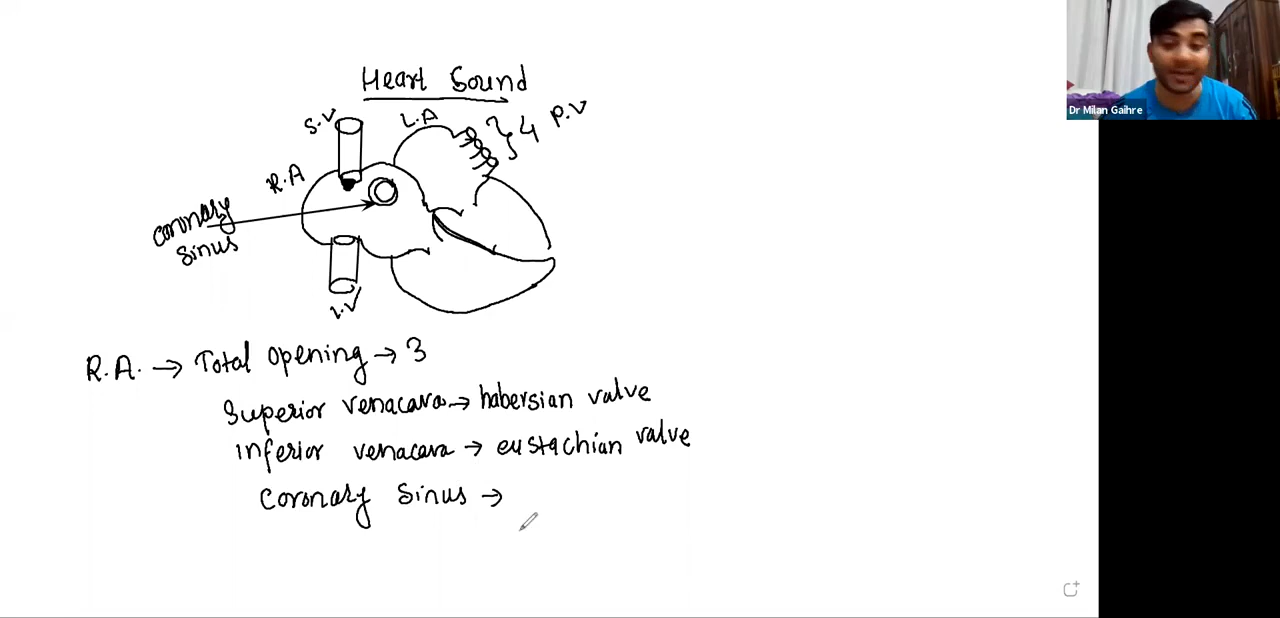 Heart Sound
S.V
L.A
4 P.V
R.A
coronary
sinus
I.V
R.A. → Total opening → 3
Superior venacava → habersian valve
inferior venacava → eustachian valve
Coronary Sinus →
Dr Milan Gaihre